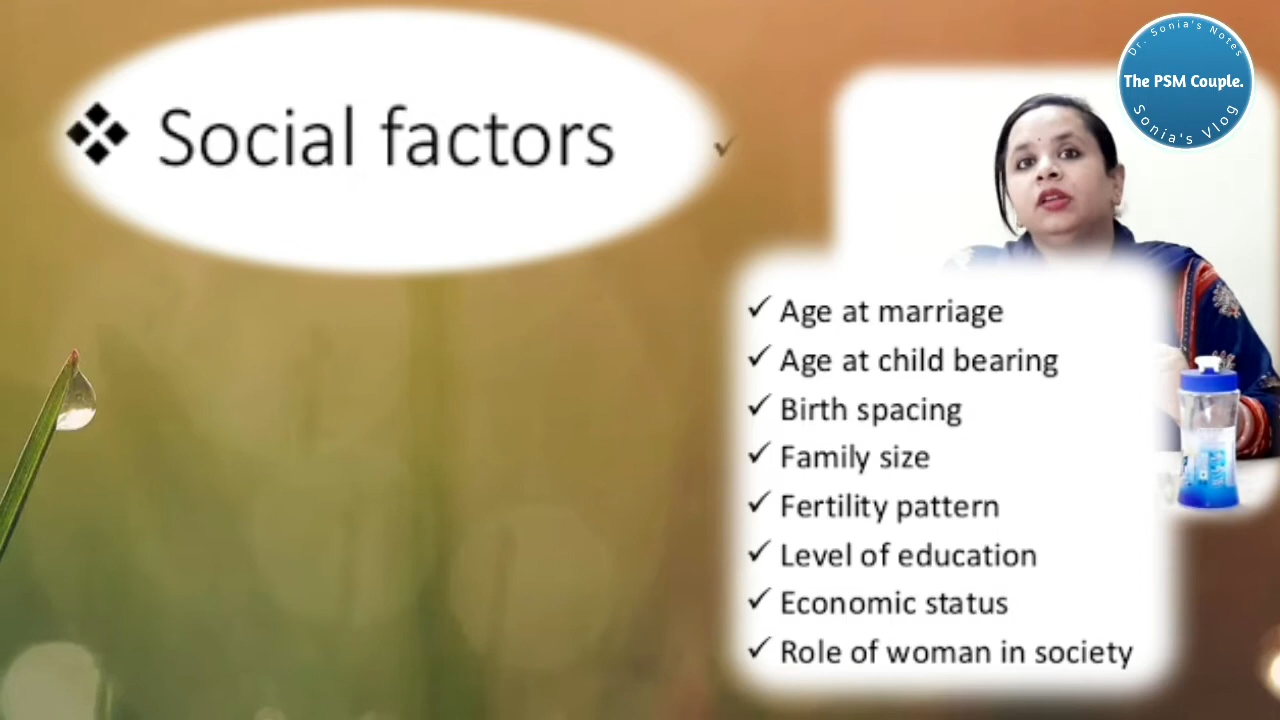 ❖ Social factors
✓
Dr. Sonia's Notes
The PSM Couple.
Sonia's Vlog
✓ Age at marriage
✓ Age at child bearing
✓ Birth spacing
✓ Family size
✓ Fertility pattern
✓ Level of education
✓ Economic status
✓ Role of woman in society